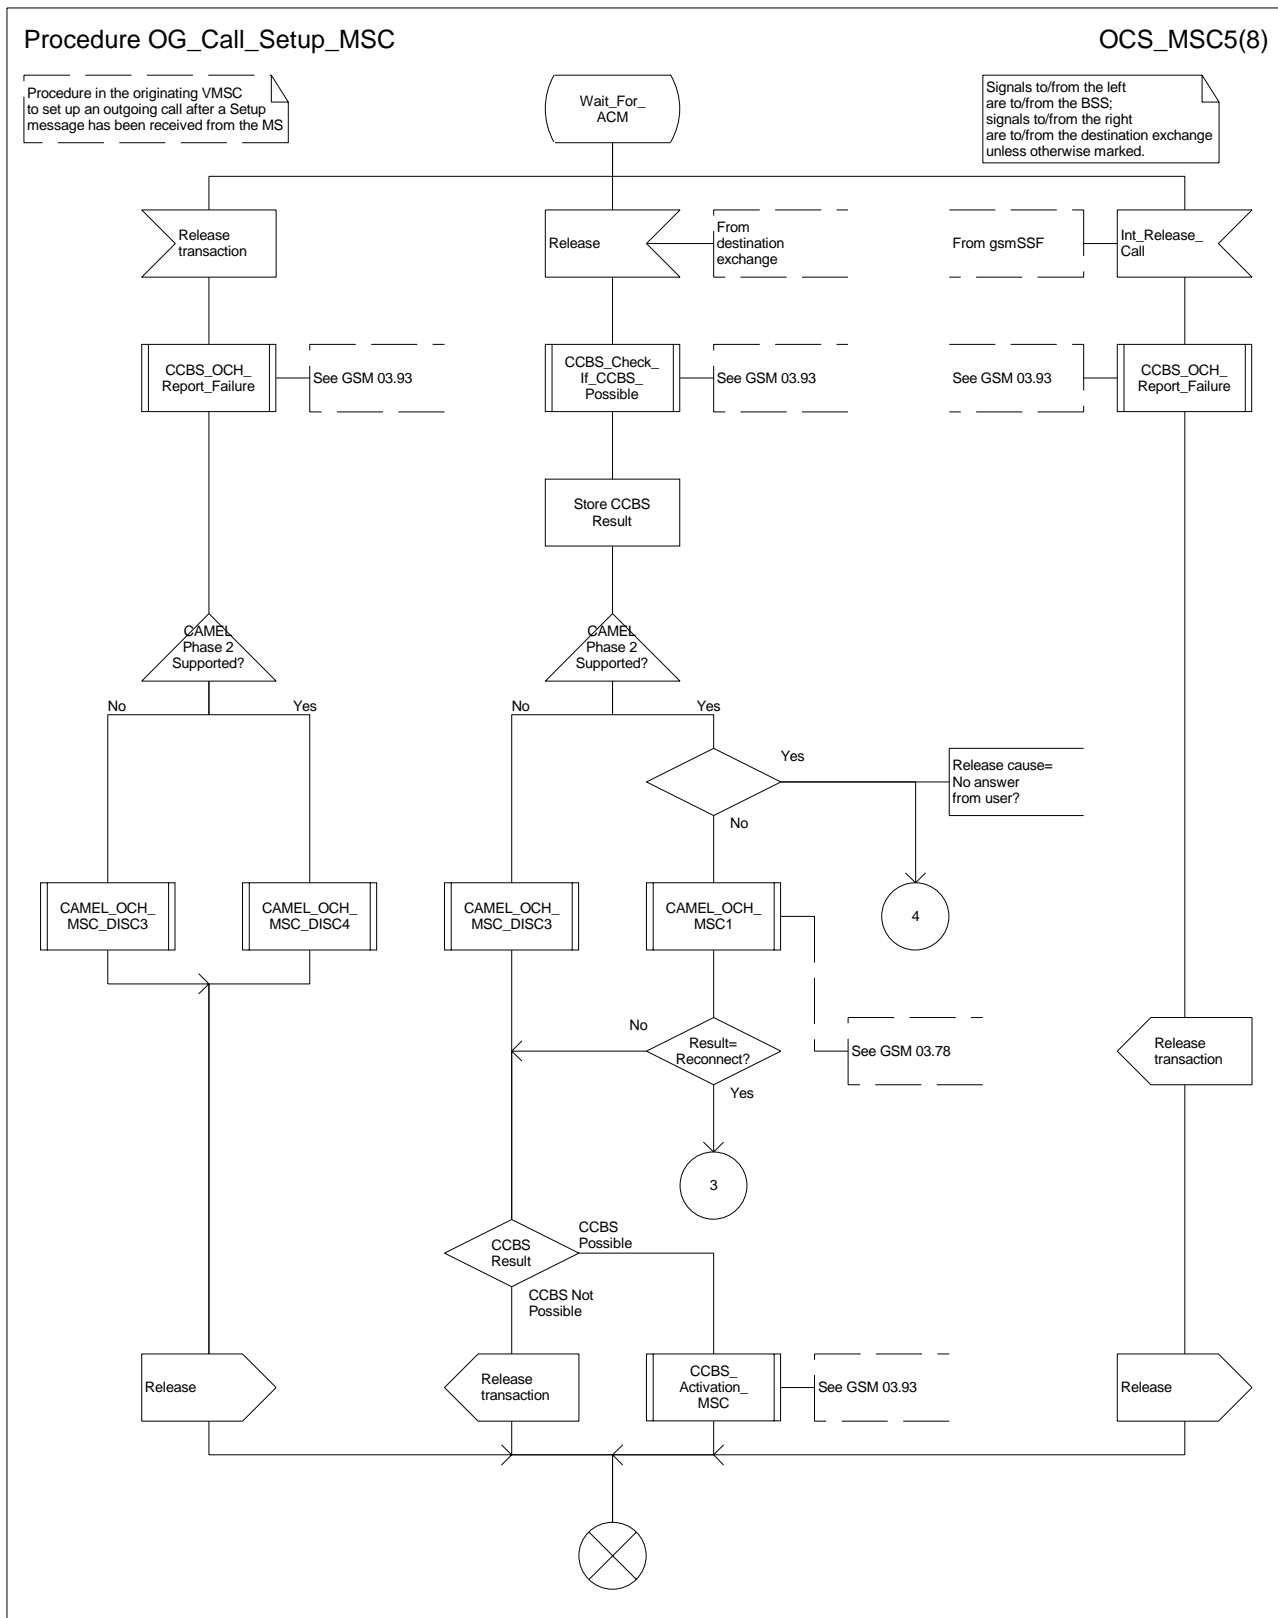 Procedure OG_Call_Setup_MSC
OCS_MSC5(8)
Procedure in the originating VMSC
to set up an outgoing call after a Setup
message has been received from the MS
Wait_For_
ACM
Signals to/from the left
are to/from the BSS;
signals to/from the right
are to/from the destination exchange
unless otherwise marked.
Release
transaction
Release
From
destination
exchange
From gsmSSF
Int_Release_
Call
CCBS_OCH_
Report_Failure
See GSM 03.93
CCBS_Check_
If_CCBS_
Possible
See GSM 03.93
See GSM 03.93
CCBS_OCH_
Report_Failure
Store CCBS
Result
CAMEL
Phase 2
Supported?
CAMEL
Phase 2
Supported?
No
Yes
No
Yes
Yes
Release cause=
No answer
from user?
No
CAMEL_OCH_
MSC_DISC3
CAMEL_OCH_
MSC_DISC4
CAMEL_OCH_
MSC_DISC3
CAMEL_OCH_
MSC1
4
No
Result=
Reconnect?
See GSM 03.78
Release
transaction
Yes
3
CCBS
Result
CCBS
Possible
CCBS Not
Possible
Release
Release
transaction
CCBS_
Activation_
MSC
See GSM 03.93
Release